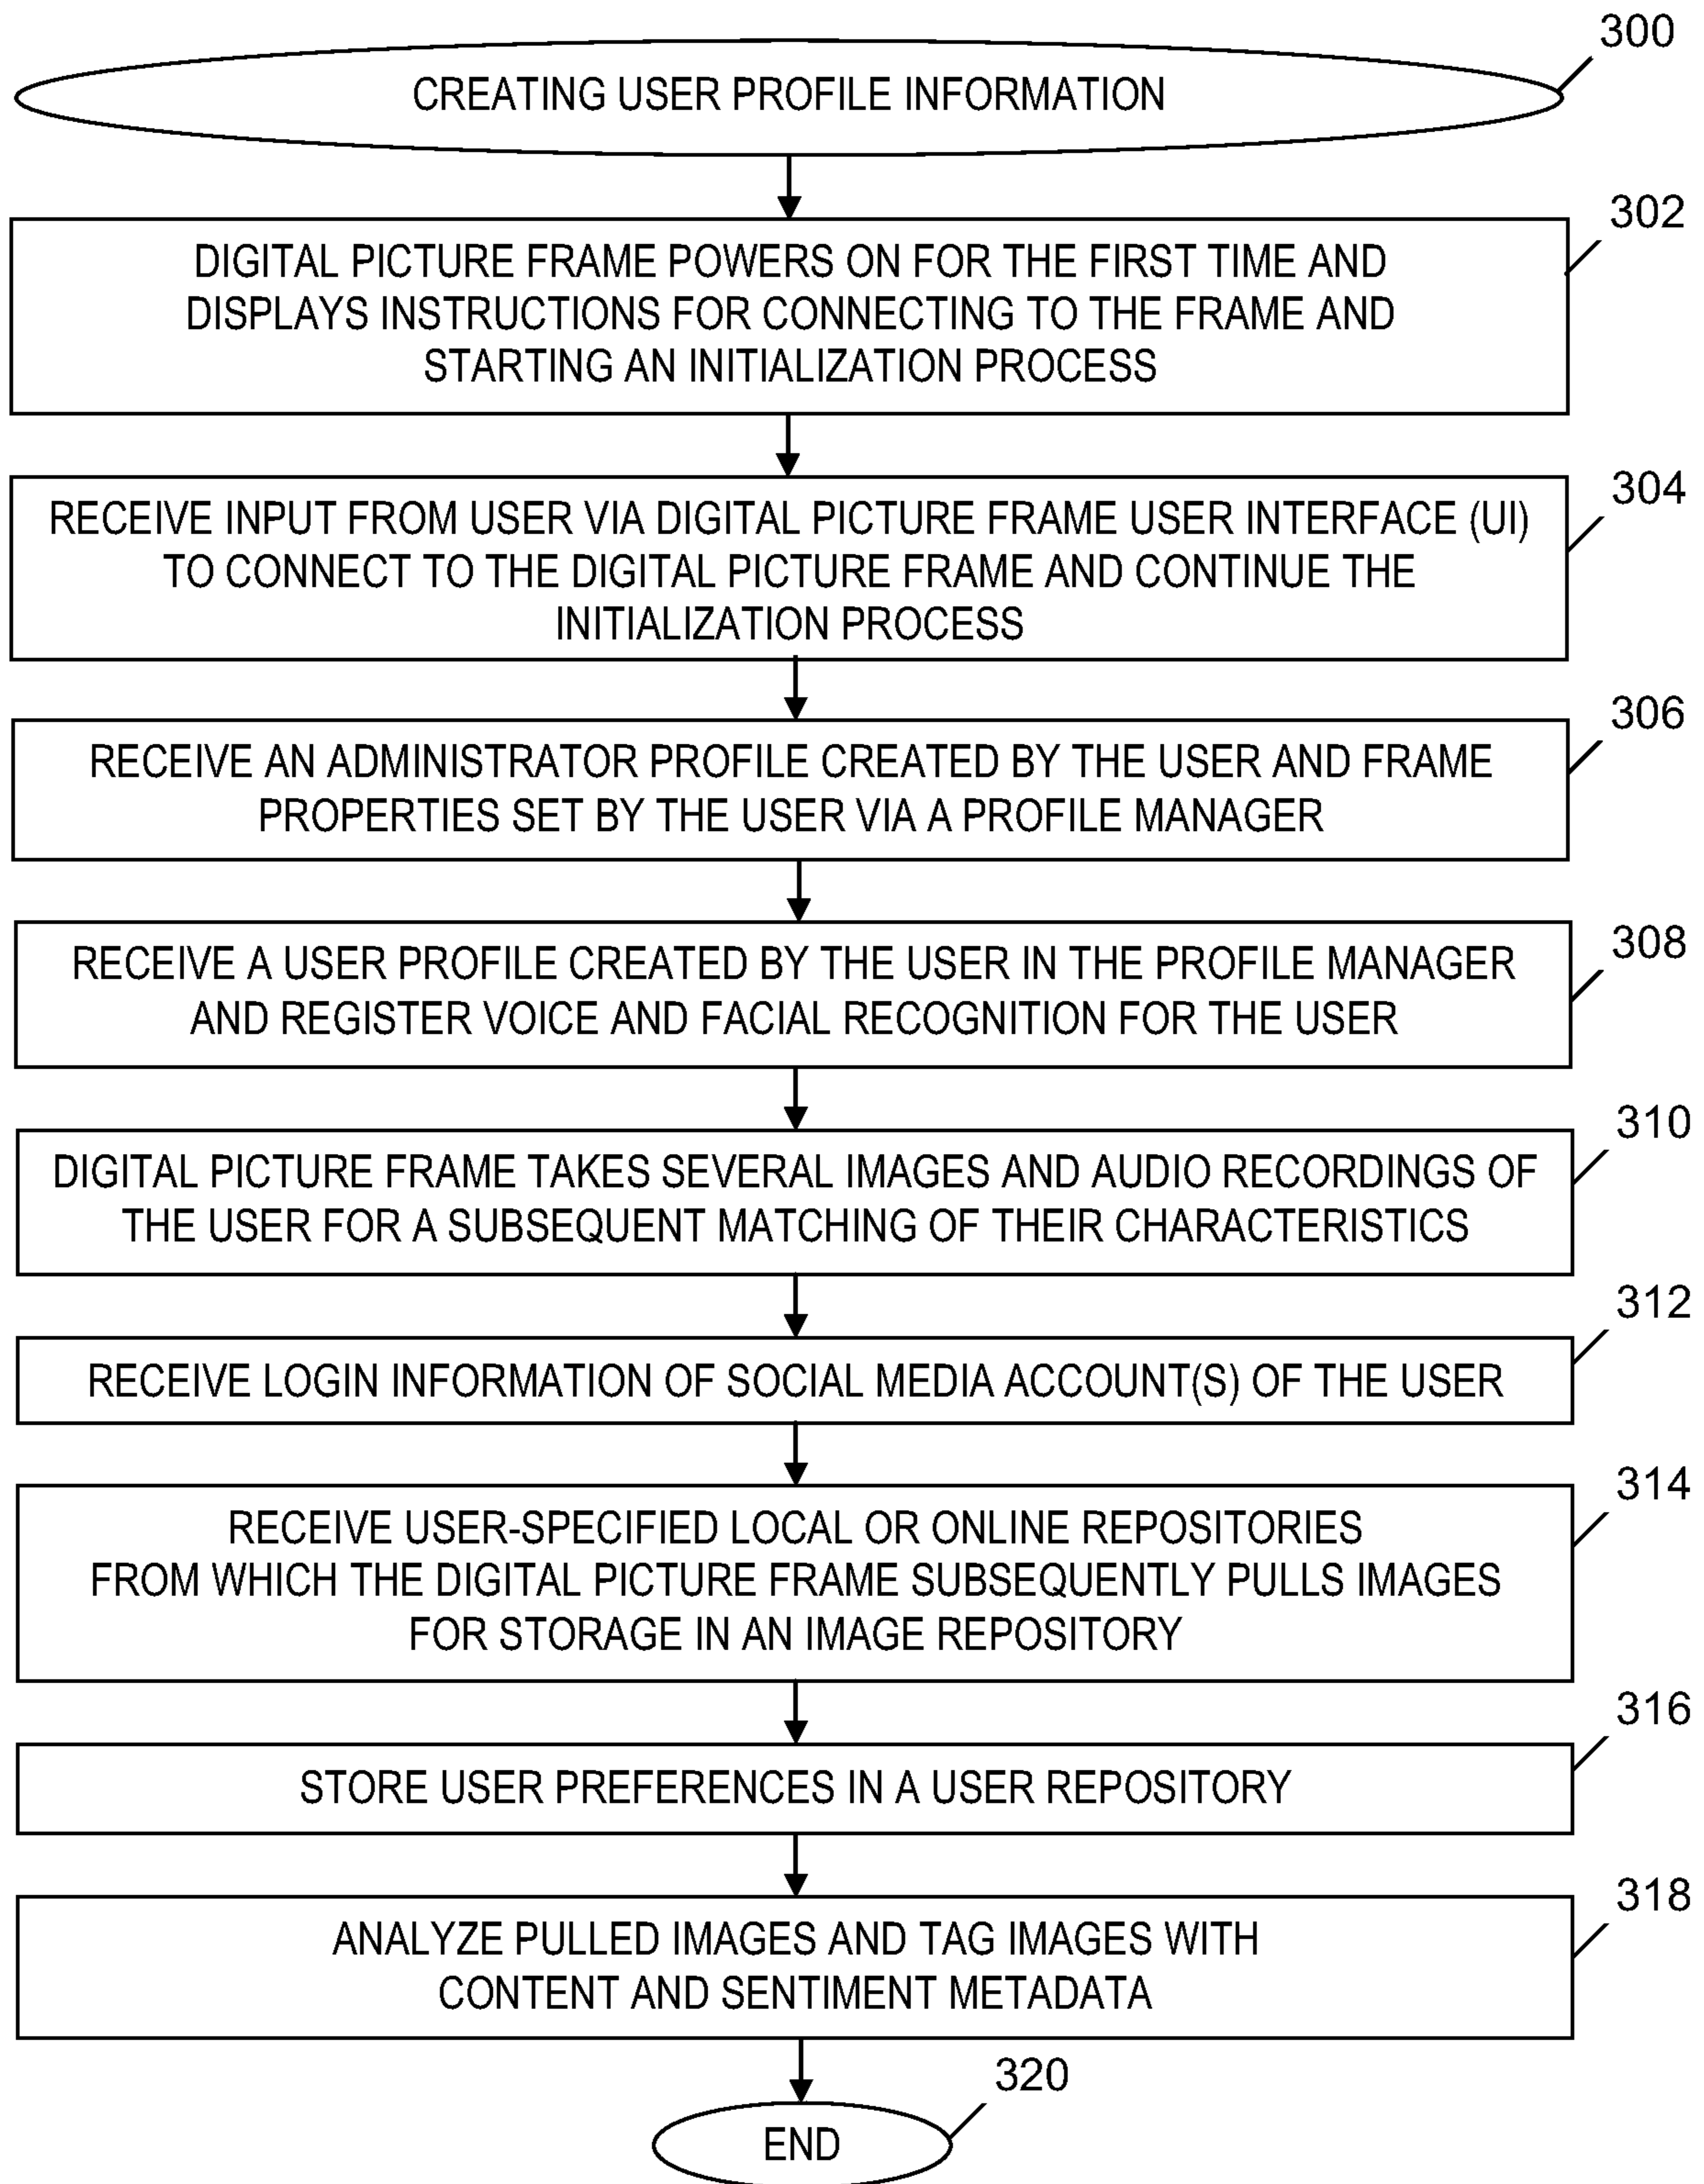 300
CREATING USER PROFILE INFORMATION
302
DIGITAL PICTURE FRAME POWERS ON FOR THE FIRST TIME AND
DISPLAYS INSTRUCTIONS FOR CONNECTING TO THE FRAME AND
STARTING AN INITIALIZATION PROCESS
304
RECEIVE INPUT FROM USER VIA DIGITAL PICTURE FRAME USER INTERFACE (UI)
TO CONNECT TO THE DIGITAL PICTURE FRAME AND CONTINUE THE
INITIALIZATION PROCESS
306
RECEIVE AN ADMINISTRATOR PROFILE CREATED BY THE USER AND FRAME
PROPERTIES SET BY THE USER VIA A PROFILE MANAGER
308
RECEIVE A USER PROFILE CREATED BY THE USER IN THE PROFILE MANAGER
AND REGISTER VOICE AND FACIAL RECOGNITION FOR THE USER
310
DIGITAL PICTURE FRAME TAKES SEVERAL IMAGES AND AUDIO RECORDINGS OF
THE USER FOR A SUBSEQUENT MATCHING OF THEIR CHARACTERISTICS
312
RECEIVE LOGIN INFORMATION OF SOCIAL MEDIA ACCOUNT(S) OF THE USER
314
RECEIVE USER-SPECIFIED LOCAL OR ONLINE REPOSITORIES
FROM WHICH THE DIGITAL PICTURE FRAME SUBSEQUENTLY PULLS IMAGES
FOR STORAGE IN AN IMAGE REPOSITORY
316
STORE USER PREFERENCES IN A USER REPOSITORY
318
ANALYZE PULLED IMAGES AND TAG IMAGES WITH
CONTENT AND SENTIMENT METADATA
320
END